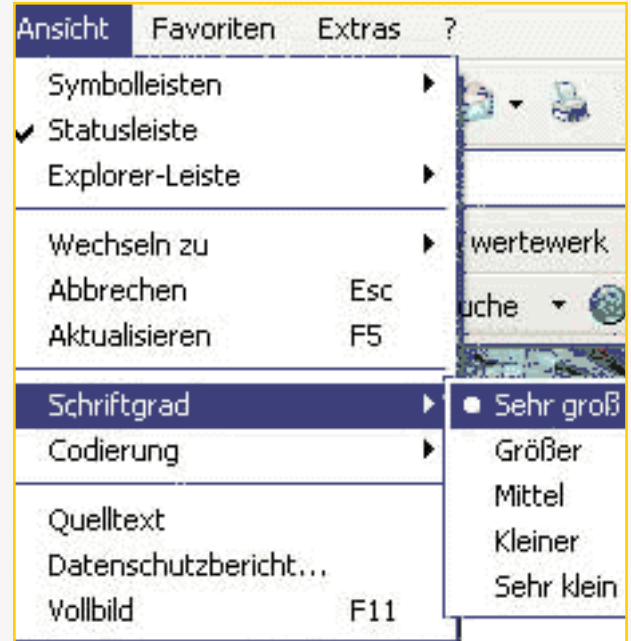 Ansicht Favoriten Extras ?
Symbolleisten
Statusleiste
Explorer-Leiste
Wechseln zu wertewerk
Abbrechen Esc
uche
Aktualisieren F5
Schriftgrad Sehr groß
Codierung Größer
Mittel
Quelltext
Kleiner
Datenschutzbericht...
Sehr klein
Vollbild F11